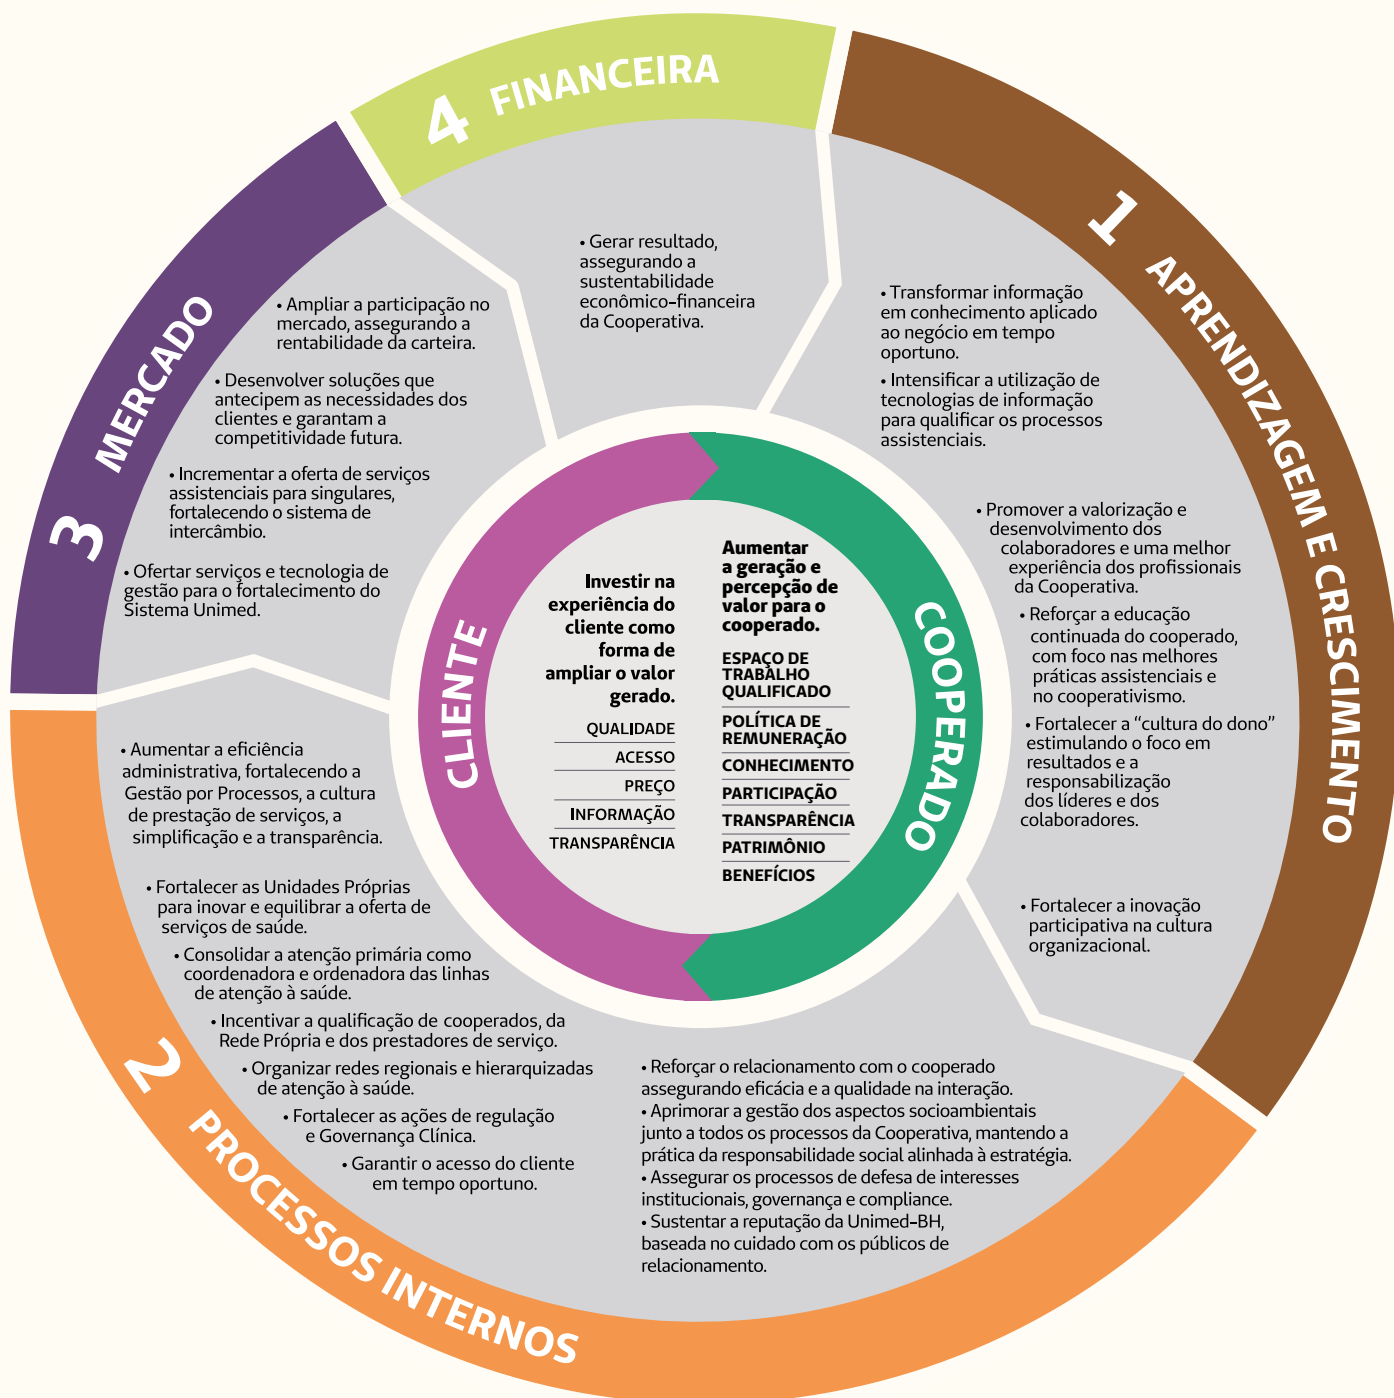 4 FINANCEIRA
• Gerar resultado,
assegurando a
sustentabilidade
econômico-financeira
da Cooperativa.
1 APRENDIZAGEM E CRESCIMENTO
• Transformar informação
em conhecimento aplicado
ao negócio em tempo
oportuno.
• Intensificar a utilização de
tecnologias de informação
para qualificar os processos
assistenciais.
• Promover a valorização e
desenvolvimento dos
colaboradores e uma melhor
experiência dos profissionais
da Cooperativa.
• Reforçar a educação
continuada do cooperado,
com foco nas melhores
práticas assistenciais e
no cooperativismo.
• Fortalecer a “cultura do dono”
estimulando o foco em
resultados e a
responsabilização
dos líderes e dos
colaboradores.
• Fortalecer a inovação
participativa na cultura
organizacional.
3 MERCADO
• Ampliar a participação no
mercado, assegurando a
rentabilidade da carteira.
• Desenvolver soluções que
antecipem as necessidades dos
clientes e garantam a
competitividade futura.
• Incrementar a oferta de serviços
assistenciais para singulares,
fortalecendo o sistema de
intercâmbio.
• Ofertar serviços e tecnologia de
gestão para o fortalecimento do
Sistema Unimed.
CLIENTE
Investir na
experiência do
cliente como
forma de
ampliar o valor
gerado.
QUALIDADE
ACESSO
PREÇO
INFORMAÇÃO
TRANSPARÊNCIA
COOPERADO
Aumentar
a geração e
percepção de
valor para o
cooperado.
ESPAÇO DE
TRABALHO
QUALIFICADO
POLÍTICA DE
REMUNERAÇÃO
CONHECIMENTO
PARTICIPAÇÃO
TRANSPARÊNCIA
PATRIMÔNIO
BENEFÍCIOS
2 PROCESSOS INTERNOS
• Aumentar a eficiência
administrativa, fortalecendo a
Gestão por Processos, a cultura
de prestação de serviços, a
simplificação e a transparência.
• Fortalecer as Unidades Próprias
para inovar e equilibrar a oferta de
serviços de saúde.
• Consolidar a atenção primária como
coordenadora e ordenadora das linhas
de atenção à saúde.
• Incentivar a qualificação de cooperados, da
Rede Própria e dos prestadores de serviço.
• Organizar redes regionais e hierarquizadas
de atenção à saúde.
• Fortalecer as ações de regulação
e Governança Clínica.
• Garantir o acesso do cliente
em tempo oportuno.
• Reforçar o relacionamento com o cooperado
assegurando eficácia e a qualidade na interação.
• Aprimorar a gestão dos aspectos socioambientais
junto a todos os processos da Cooperativa, mantendo a
prática da responsabilidade social alinhada à estratégia.
• Assegurar os processos de defesa de interesses
institucionais, governança e compliance.
• Sustentar a reputação da Unimed-BH,
baseada no cuidado com os públicos de
relacionamento.